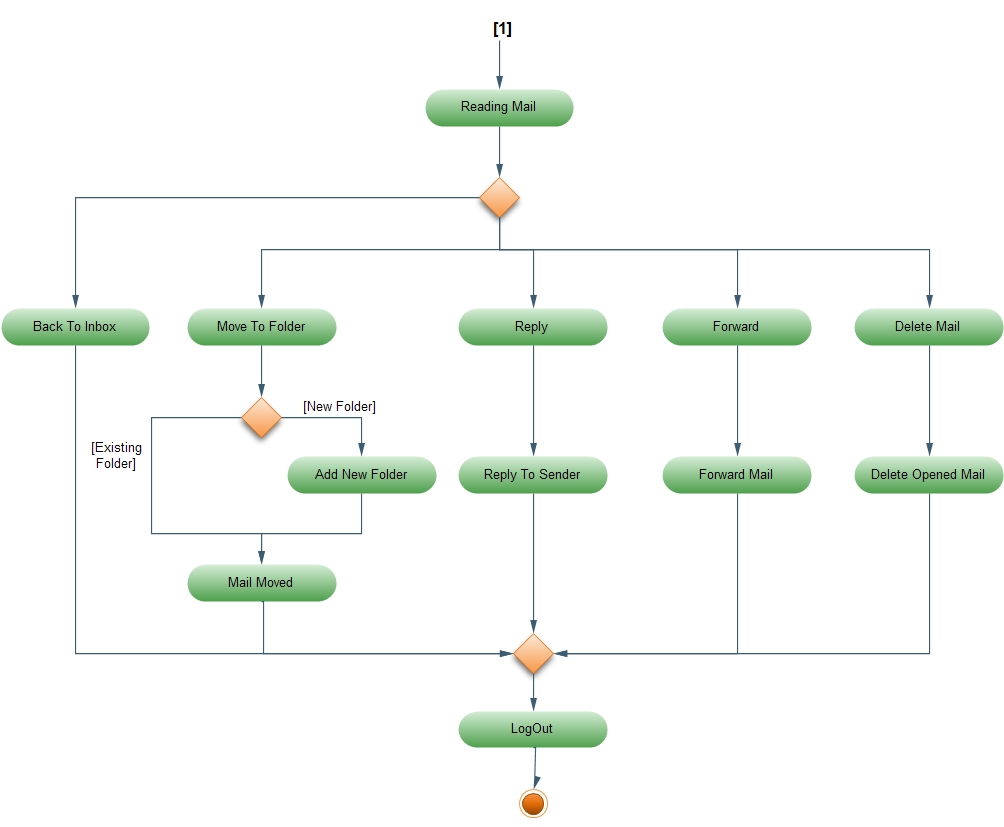 [1]
Reading Mail
Back To Inbox
Move To Folder
Reply
Forward
Delete Mail
[New Folder]
[Existing
Folder]
Add New Folder
Reply To Sender
Forward Mail
Delete Opened Mail
Mail Moved
LogOut